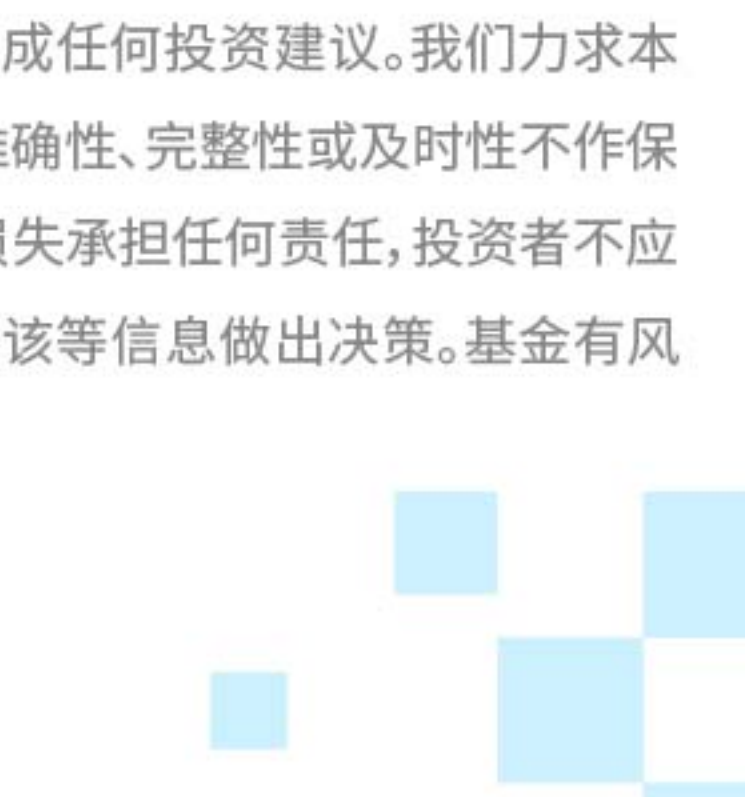 成任何投资建议。我们力求本
确性、完整性或及时性不作保
失承担任何责任，投资者不应
该等信息做出决策。基金有风